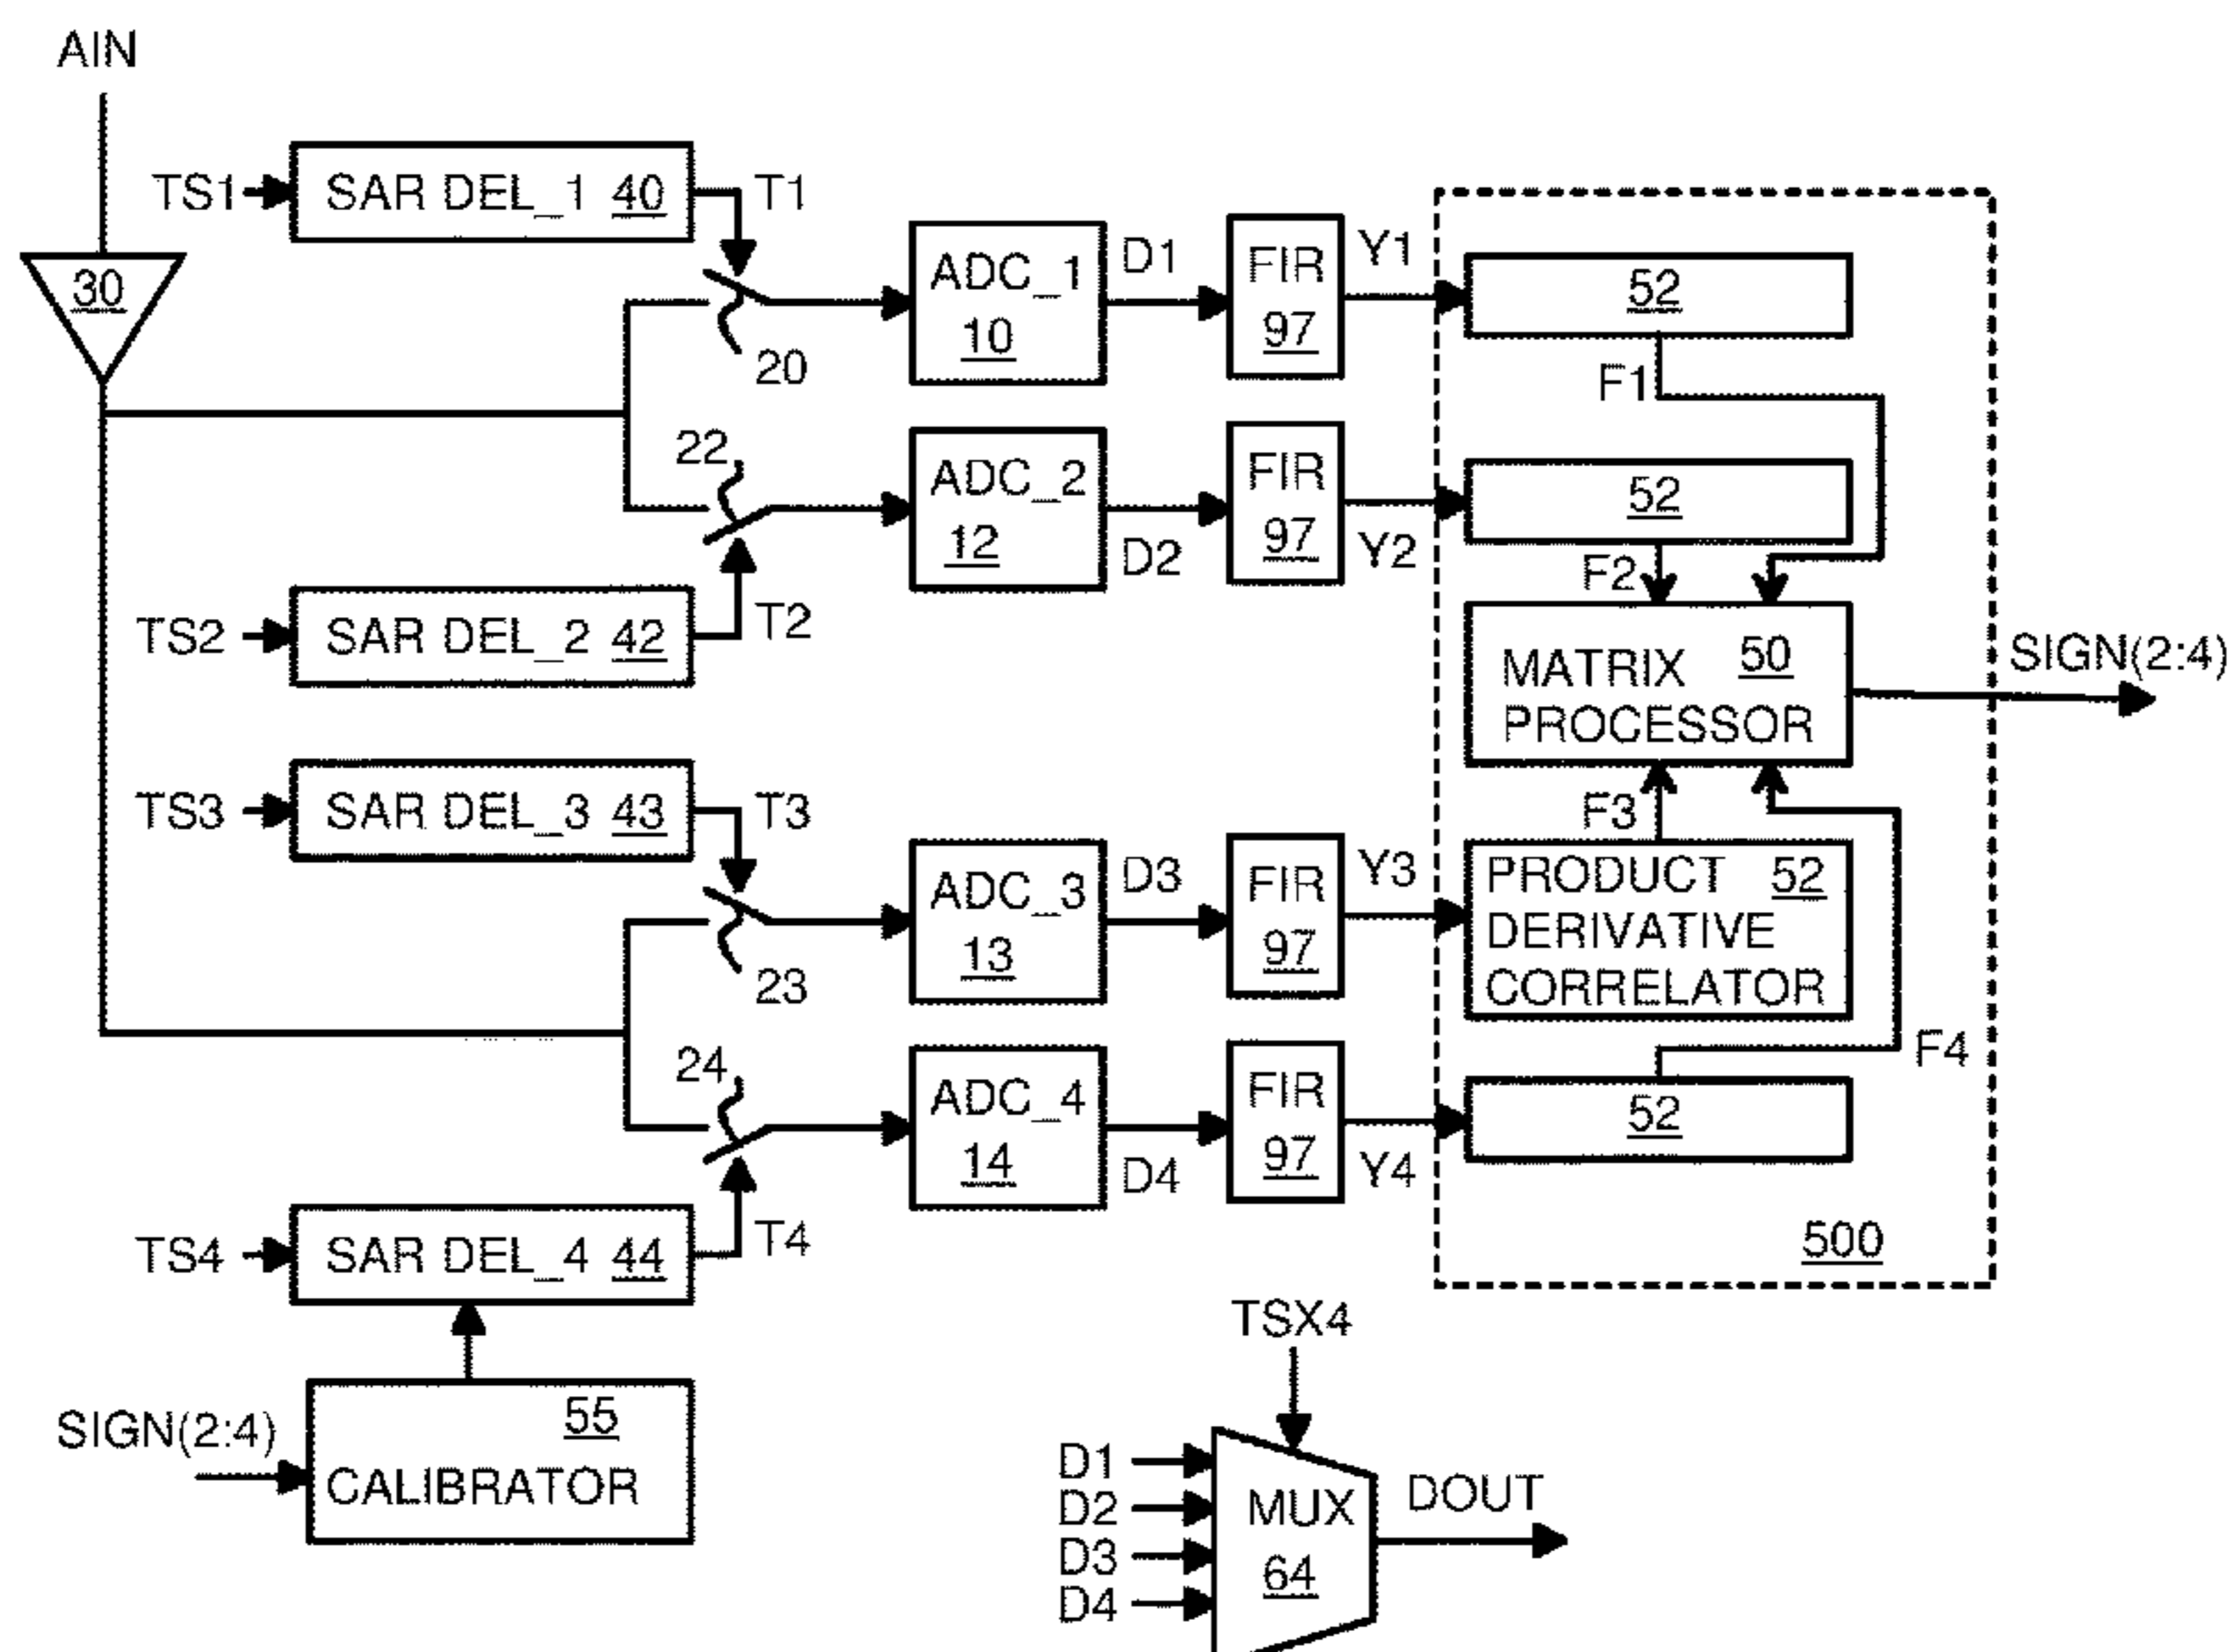 AIN
30
TS1
SAR DEL_1 40
T1
20
ADC_1
10
D1
FIR
97
Y1
52
F1
22
ADC_2
12
D2
FIR
97
Y2
52
F2
TS2
SAR DEL_2 42
T2
MATRIX 50
PROCESSOR
SIGN(2:4)
TS3
SAR DEL_3 43
T3
23
ADC_3
13
D3
FIR
97
Y3
F3
PRODUCT 52
DERIVATIVE
CORRELATOR
24
ADC_4
14
D4
FIR
97
Y4
52
F4
TS4
SAR DEL_4 44
T4
500
SIGN(2:4)
55
CALIBRATOR
TSX4
D1
D2
D3
D4
MUX
64
DOUT